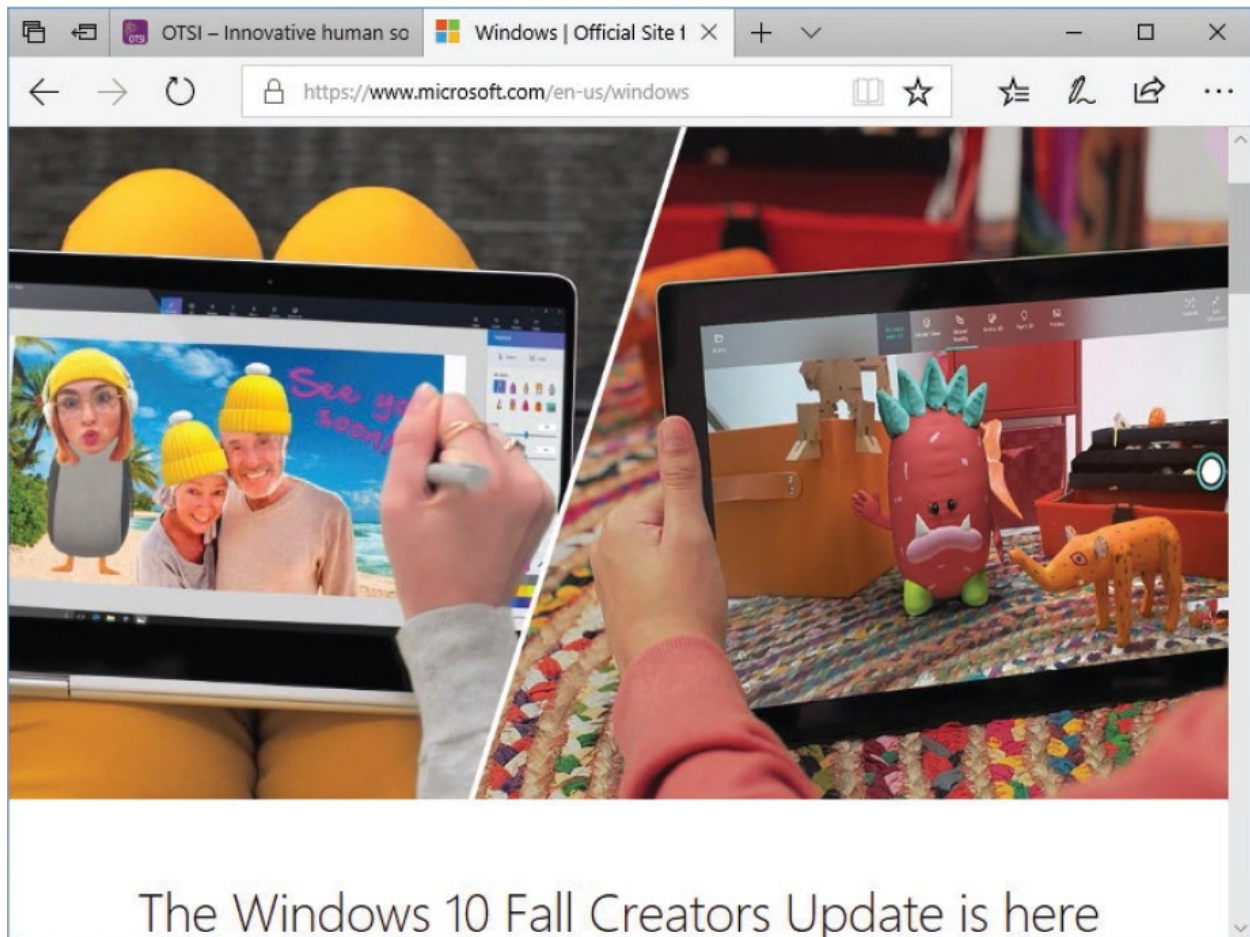 OTSI – Innovative human so
Windows | Official Site f
https://www.microsoft.com/en-us/windows
See yo
soon!
The Windows 10 Fall Creators Update is here